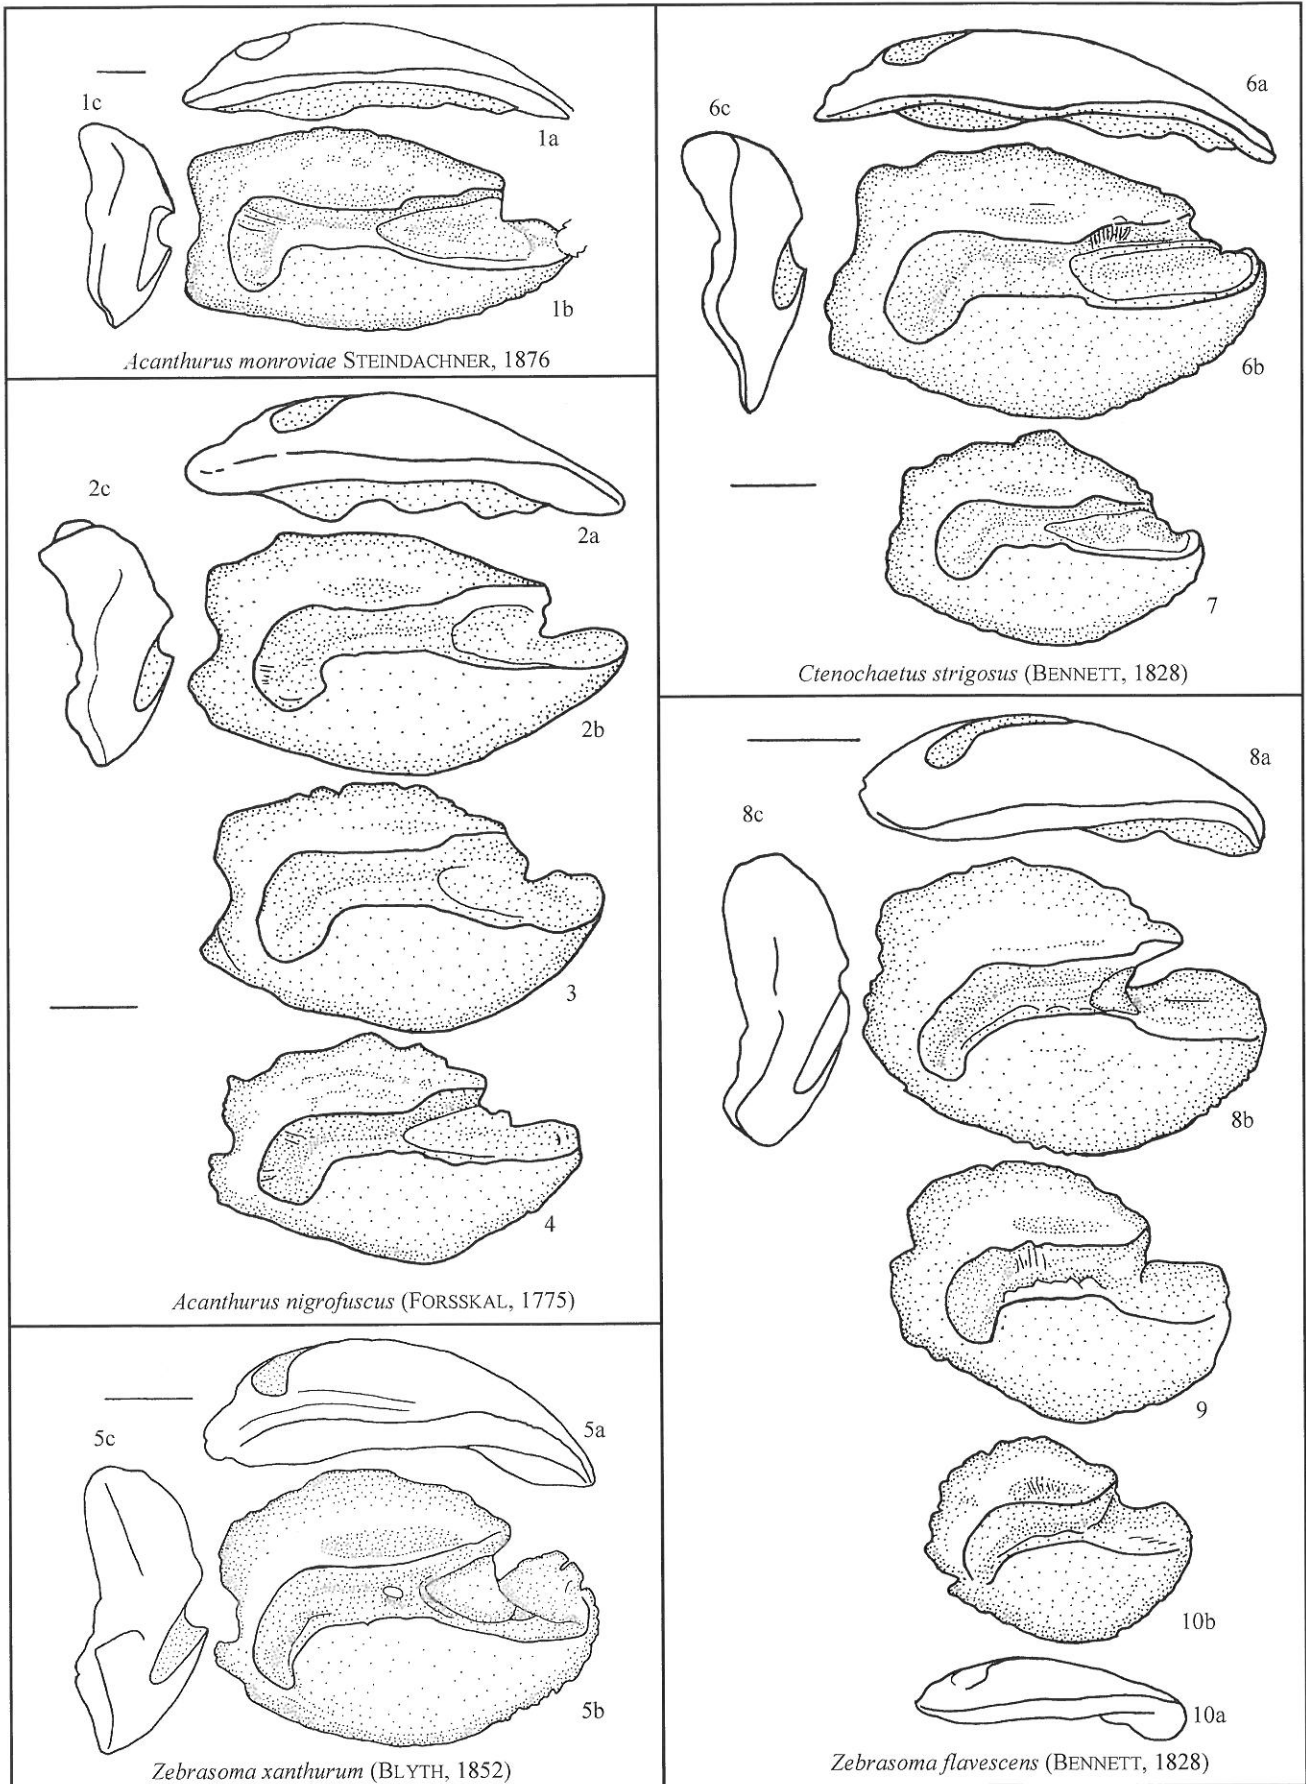 1c
1a
1b
Acanthurus monroviae STEINDACHNER, 1876
2c
2a
2b
3
4
Acanthurus nigrofuscus (FORSSKAL, 1775)
5c
5a
5b
Zebrasoma xanthurum (BLYTH, 1852)
6c
6a
6b
7
Ctenochaetus strigosus (BENNETT, 1828)
8c
8a
8b
9
10b
10a
Zebrasoma flavescens (BENNETT, 1828)